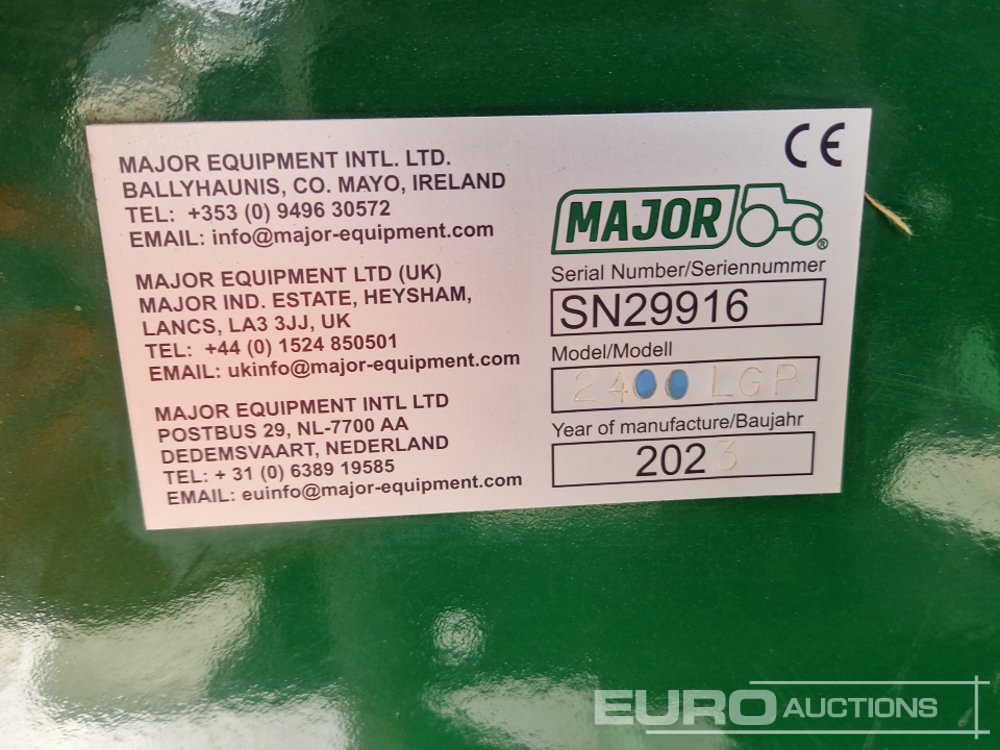 MAJOR EQUIPMENT INTL. LTD.
BALLYHAUNIS, CO. MAYO, IRELAND
TEL: +353 (0) 9496 30572
EMAIL: info@major-equipment.com
MAJOR EQUIPMENT LTD (UK)
MAJOR IND. ESTATE, HEYSHAM,
LANCS, LA3 3JJ, UK
TEL: +44 (0) 1524 850501
EMAIL: ukinfo@major-equipment.com
MAJOR EQUIPMENT INTL LTD
POSTBUS 29, NL-7700 AA
DEDEMSVAART, NEDERLAND
TEL: + 31 (0) 6389 19585
EMAIL: euinfo@major-equipment.com
CE
MAJOR®
Serial Number/Seriennummer
SN29916
Model/Modell
2400 LGP
Year of manufacture/Baujahr
2023
EURO AUCTIONS